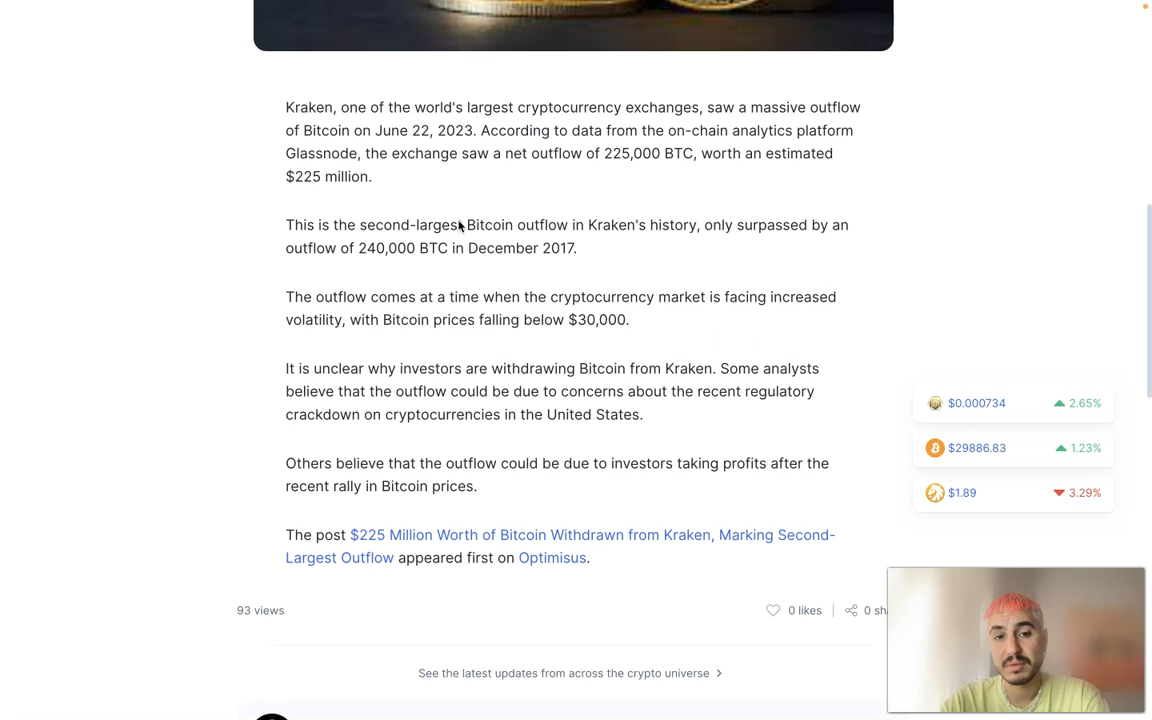 Kraken, one of the world's largest cryptocurrency exchanges, saw a massive outflow
of Bitcoin on June 22, 2023. According to data from the on-chain analytics platform
Glassnode, the exchange saw a net outflow of 225,000 BTC, worth an estimated
$225 million.
This is the second-largest Bitcoin outflow in Kraken's history, only surpassed by an
outflow of 240,000 BTC in December 2017.
The outflow comes at a time when the cryptocurrency market is facing increased
volatility, with Bitcoin prices falling below $30,000.
It is unclear why investors are withdrawing Bitcoin from Kraken. Some analysts
believe that the outflow could be due to concerns about the recent regulatory
crackdown on cryptocurrencies in the United States.
Others believe that the outflow could be due to investors taking profits after the
recent rally in Bitcoin prices.
The post $225 Million Worth of Bitcoin Withdrawn from Kraken, Marking Second-
Largest Outflow appeared first on Optimisus.
$0.000734 2.65%
$29886.83 1.23%
$1.89 3.29%
93 views
0 likes
0 sh
See the latest updates from across the crypto universe